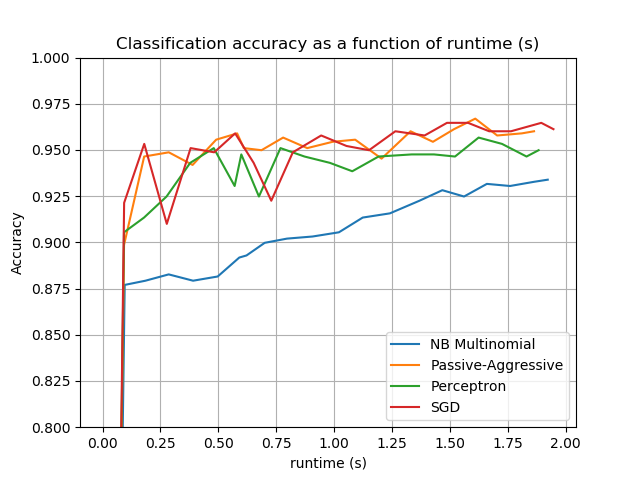 Classification accuracy as a function of runtime (s)
1.000
0.975
0.950
0.925
0.900
0.875
0.850
0.825
0.800
Accuracy
NB Multinomial
Passive-Aggressive
Perceptron
SGD
0.00 0.25 0.50 0.75 1.00 1.25 1.50 1.75 2.00
runtime (s)